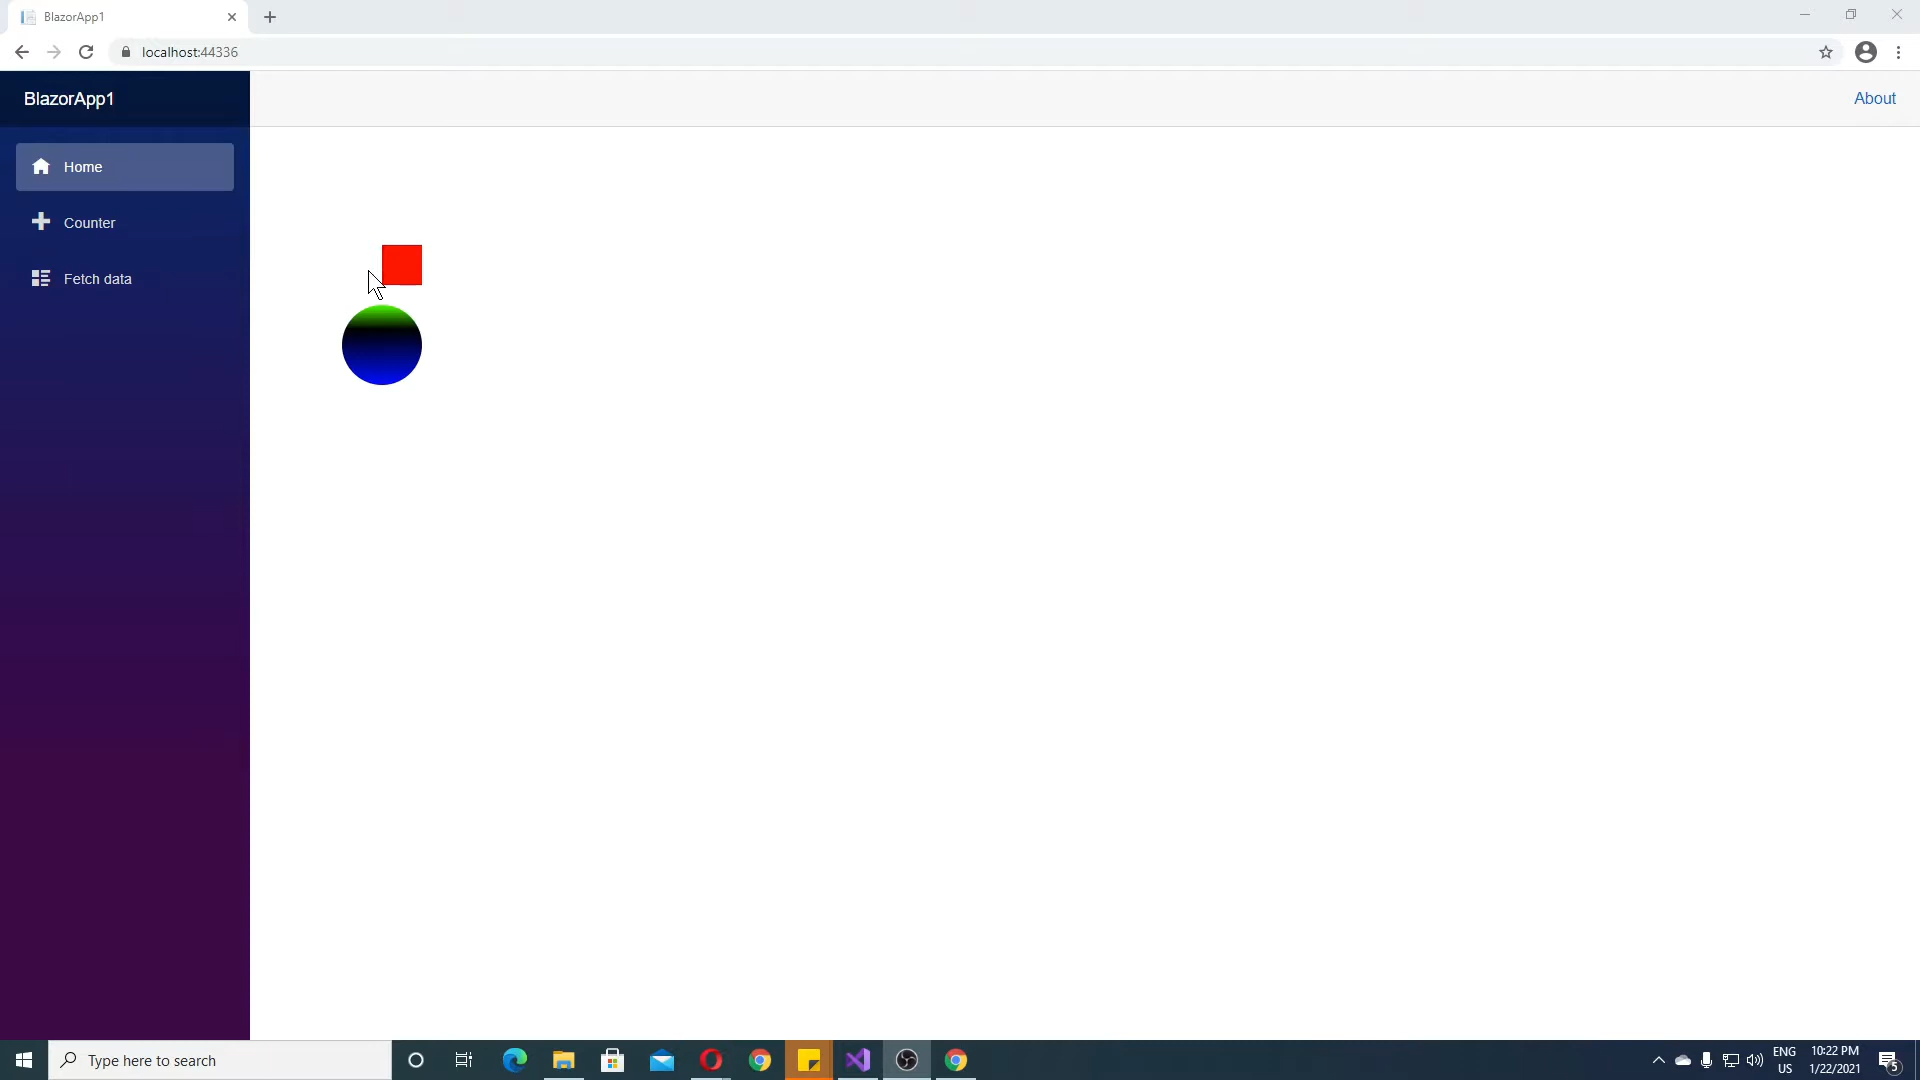 BlazorApp1
localhost:44336
BlazorApp1
About
Home
Counter
Fetch data
Type here to search
ENG
US
10:22 PM
1/22/2021
5